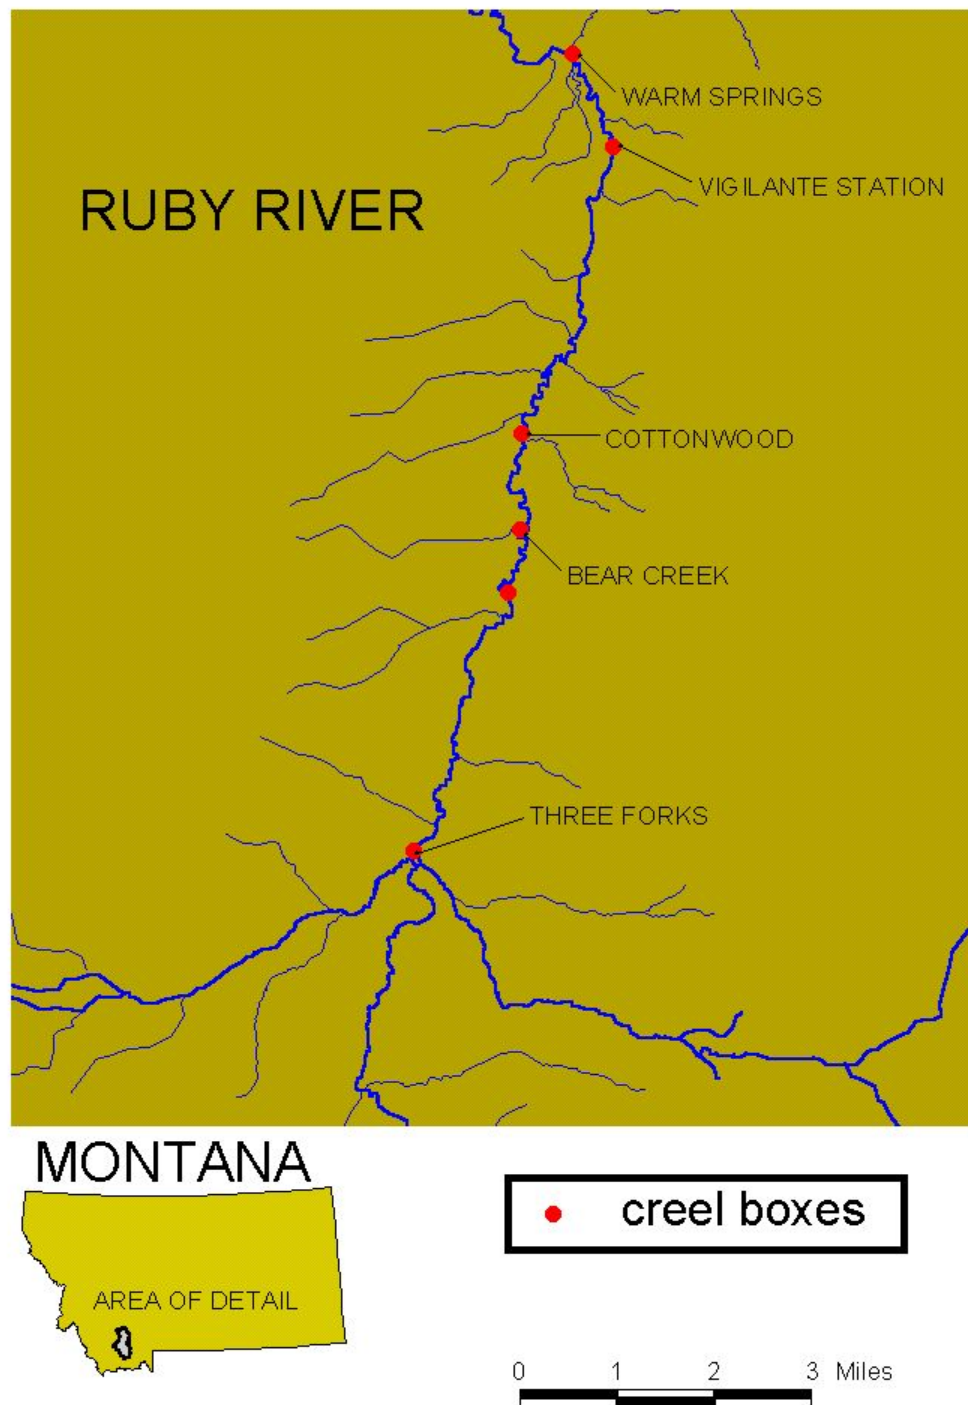 WARM SPRINGS
VIGILANTE STATION
RUBY RIVER
COTTONWOOD
BEAR CREEK
THREE FORKS
MONTANA
AREA OF DETAIL
creel boxes
0 1 2 3 Miles